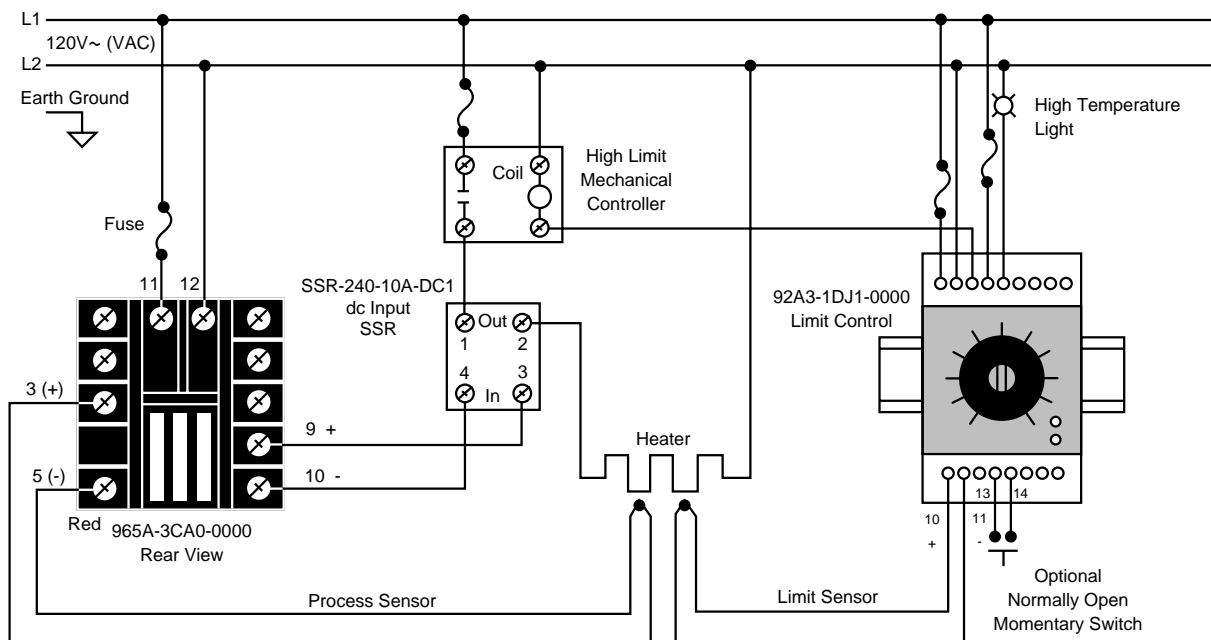 L1
120V~ (VAC)
L2
Earth Ground
High Temperature
Light
High Limit
Mechanical
Controller
Coil
Fuse
11
12
SSR-240-10A-DC1
dc Input
SSR
Out
1
2
4
3
In
92A3-1DJ1-0000
Limit Control
3 (+)
9 +
5 (-)
10 -
Heater
Red
965A-3CA0-0000
Rear View
13
14
10
11
+
-
Process Sensor
Limit Sensor
Optional
Normally Open
Momentary Switch